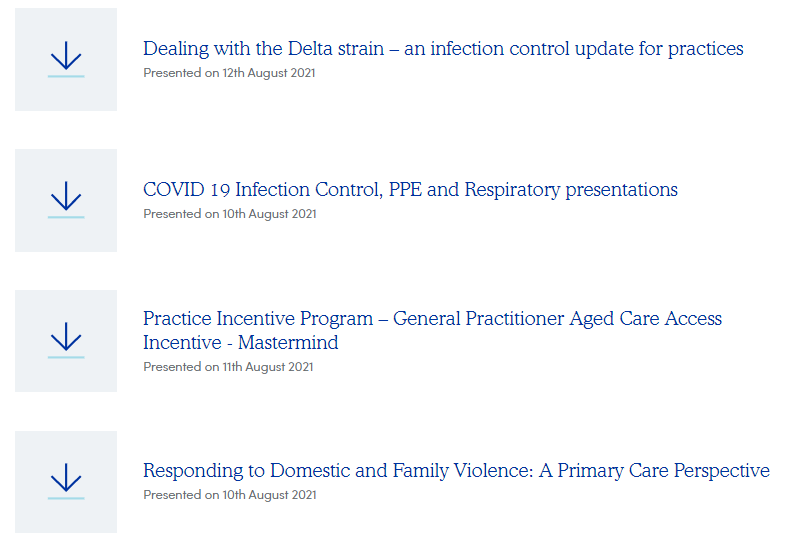 Dealing with the Delta strain – an infection control update for practices
Presented on 12th August 2021
COVID 19 Infection Control, PPE and Respiratory presentations
Presented on 10th August 2021
Practice Incentive Program – General Practitioner Aged Care Access
Incentive - Mastermind
Presented on 11th August 2021
Responding to Domestic and Family Violence: A Primary Care Perspective
Presented on 10th August 2021